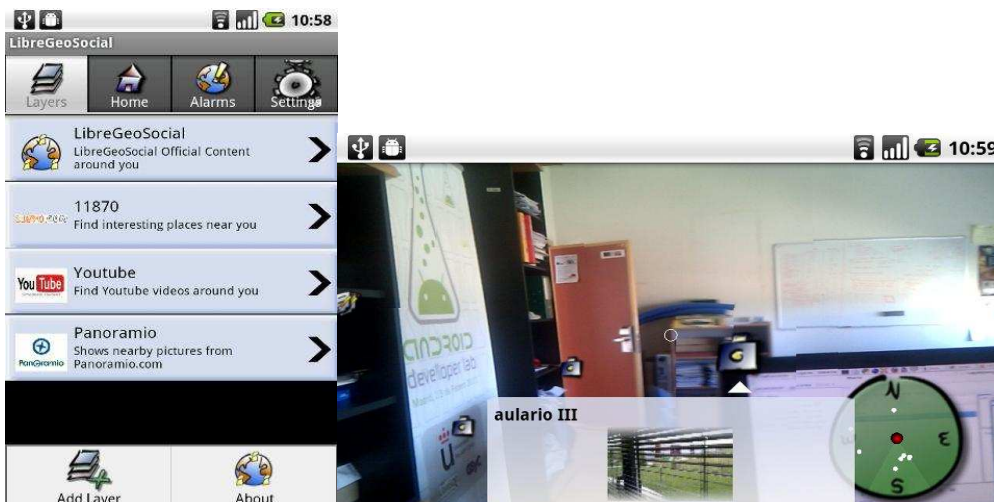 10:58
LibreGeoSocial
Layers
Home
Alarms
Settings
LibreGeoSocial
LibreGeoSocial Official Content
around you
11870
Find interesting places near you
You Tube
Youtube
Find Youtube videos around you
Panoramio
Panoramio
Shows nearby pictures from
Panoramio.com
Add Layer
About
10:59
ANDROID
developer lab
aulario III
N
E
S
W